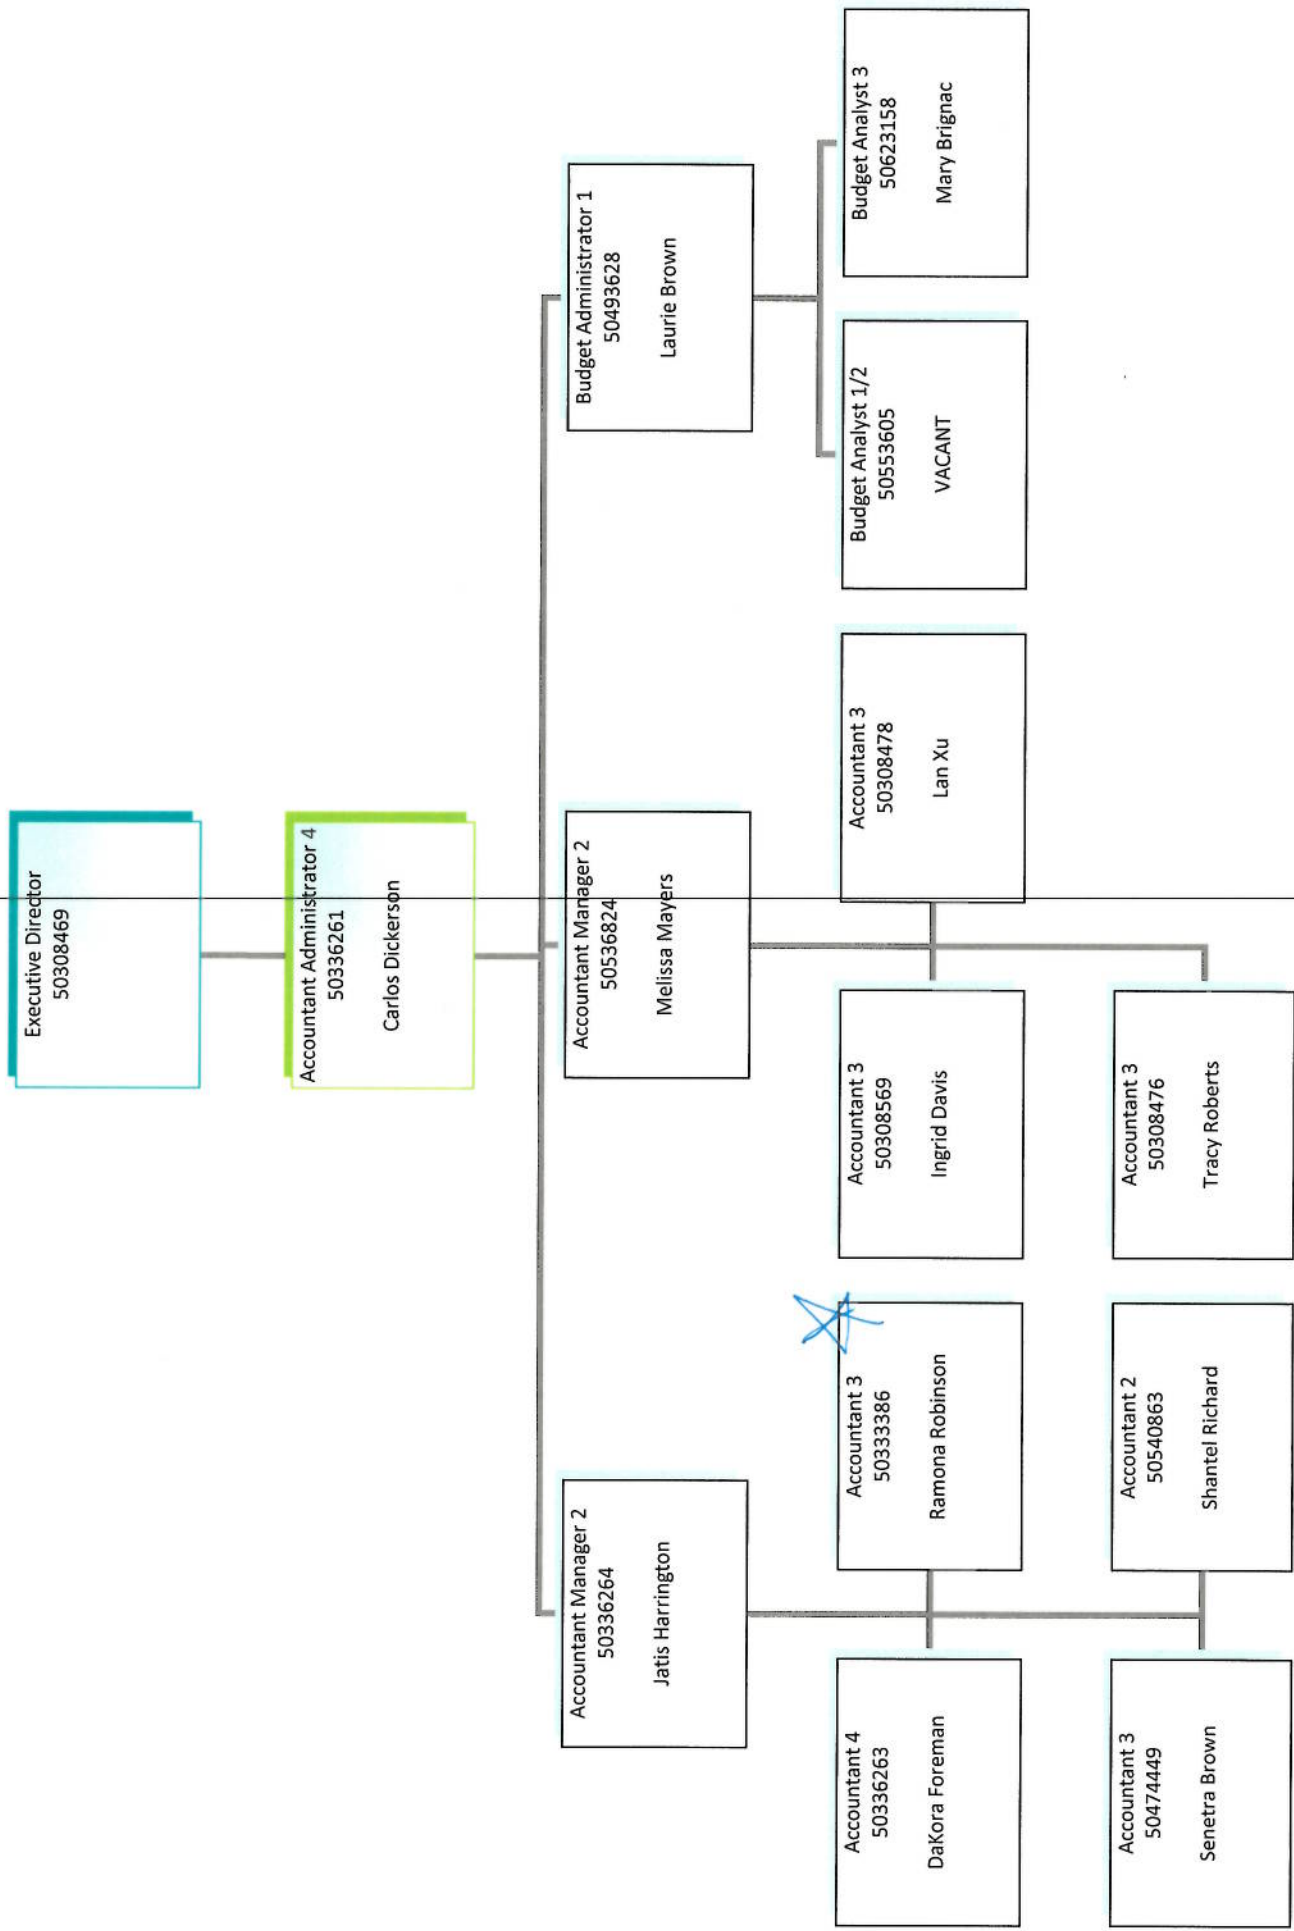 Executive Director
50308469
Accountant Administrator 4
50336261
Carlos Dickerson
Accountant Manager 2
50336264
Jatis Harrington
Accountant Manager 2
50536824
Melissa Mayers
Budget Administrator 1
50493628
Laurie Brown
Accountant 4
50336263
DaKora Foreman
Accountant 3
50333386
Ramona Robinson
Accountant 3
50308569
Ingrid Davis
Accountant 3
50308478
Lan Xu
Budget Analyst 1/2
50553605
VACANT
Budget Analyst 3
50623158
Mary Brignac
Accountant 3
50474449
Senetra Brown
Accountant 2
50540863
Shantel Richard
Accountant 3
50308476
Tracy Roberts